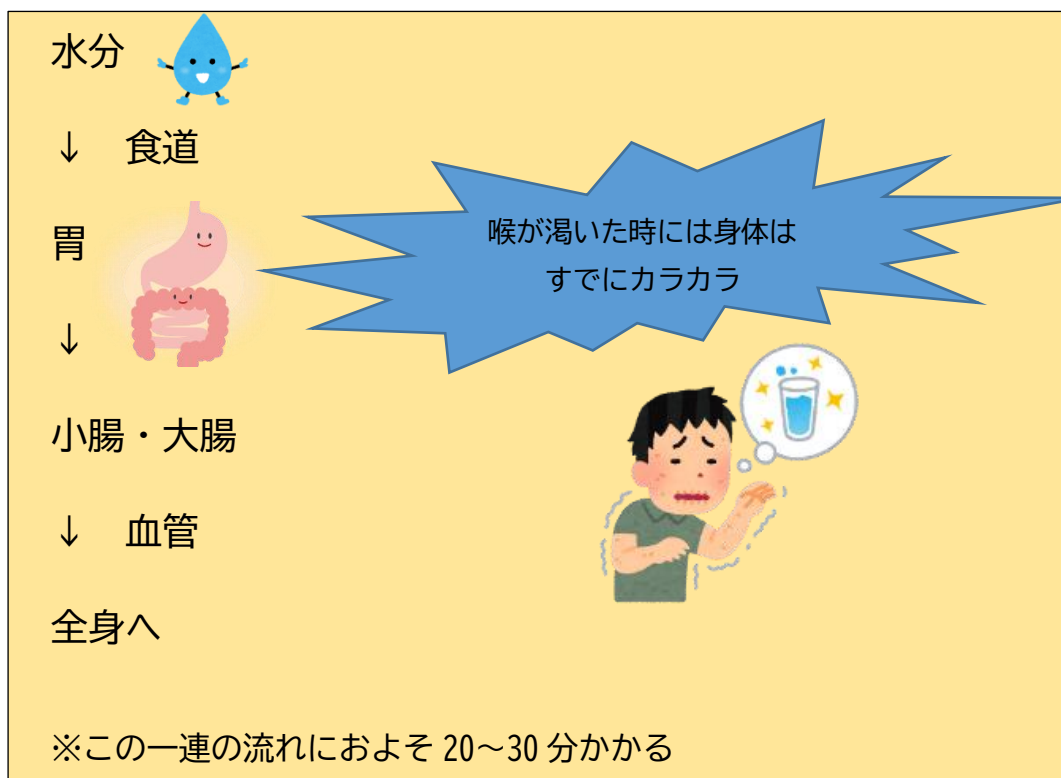 水分
↓ 食道
胃
↓
小腸・大腸
↓ 血管
全身へ
喉が渇いた時には身体は
すでにカラカラ
※この一連の流れにおよそ 20～30 分かかる